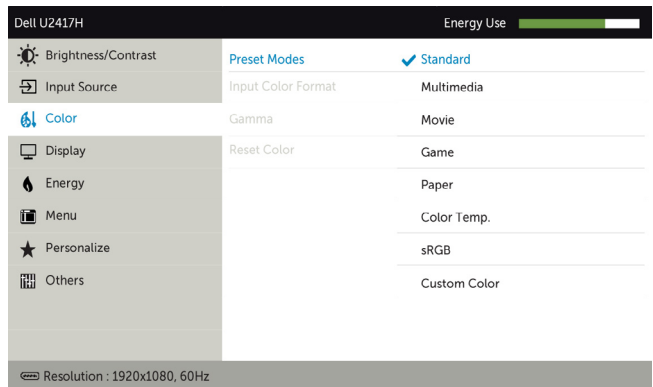 Dell U2417H
Energy Use
Brightness/Contrast
Input Source
Color
Display
Energy
Menu
Personalize
Others
Preset Modes
Input Color Format
Gamma
Reset Color
Standard
Multimedia
Movie
Game
Paper
Color Temp.
sRGB
Custom Color
Resolution : 1920x1080, 60Hz